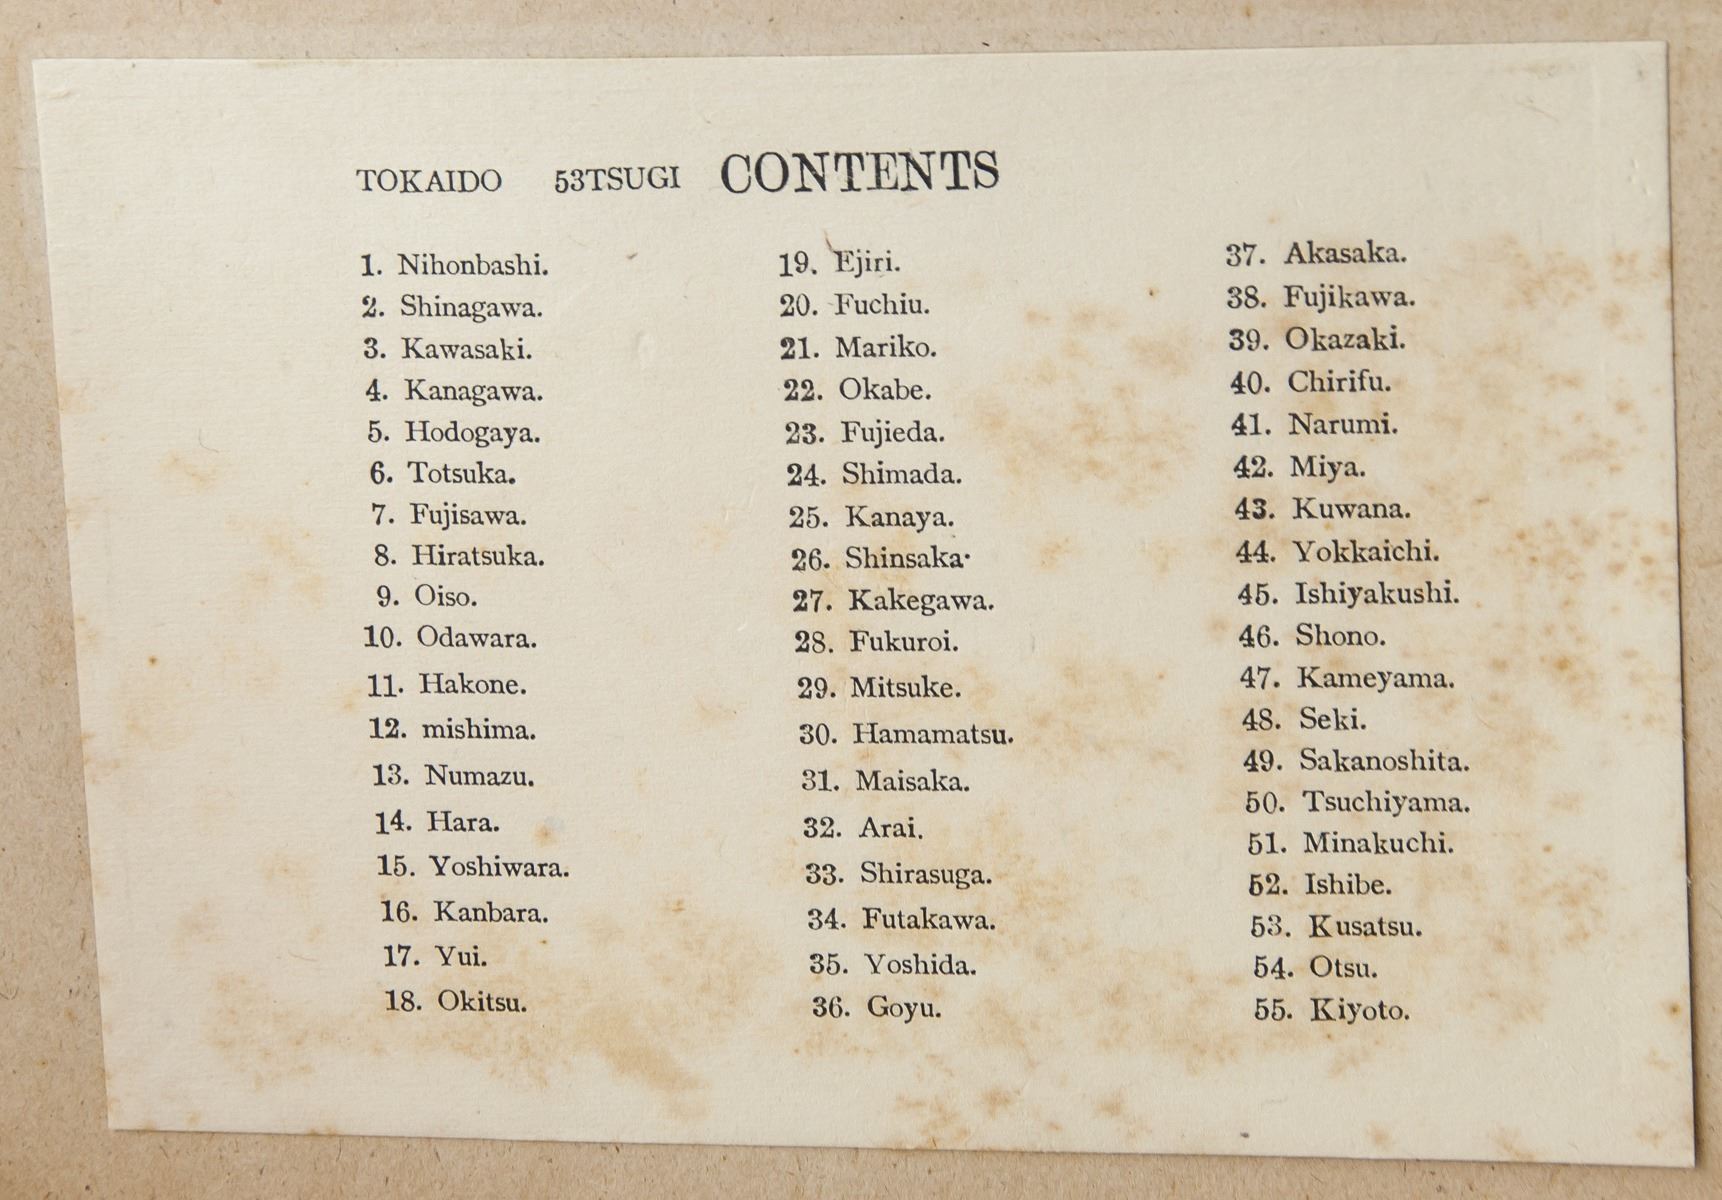 TOKAIDO 53TSUGI CONTENTS
1. Nihonbashi.
2. Shinagawa.
3. Kawasaki.
4. Kanagawa.
5. Hodogaya.
6. Totsuka.
7. Fujisawa.
8. Hiratsuka.
9. Oiso.
10. Odawara.
11. Hakone.
12. mishima.
13. Numazu.
14. Hara.
15. Yoshiwara.
16. Kanbara.
17. Yui.
18. Okitsu.
19. Ejiri.
20. Fuchiu.
21. Mariko.
22. Okabe.
23. Fujieda.
24. Shimada.
25. Kanaya.
26. Shinsaka·
27. Kakegawa.
28. Fukuroi.
29. Mitsuke.
30. Hamamatsu.
31. Maisaka.
32. Arai.
33. Shirasuga.
34. Futakawa.
35. Yoshida.
36. Goyu.
37. Akasaka.
38. Fujikawa.
39. Okazaki.
40. Chirifu.
41. Narumi.
42. Miya.
43. Kuwana.
44. Yokkaichi.
45. Ishiyakushi.
46. Shono.
47. Kameyama.
48. Seki.
49. Sakanoshita.
50. Tsuchiyama.
51. Minakuchi.
52. Ishibe.
53. Kusatsu.
54. Otsu.
55. Kiyoto.